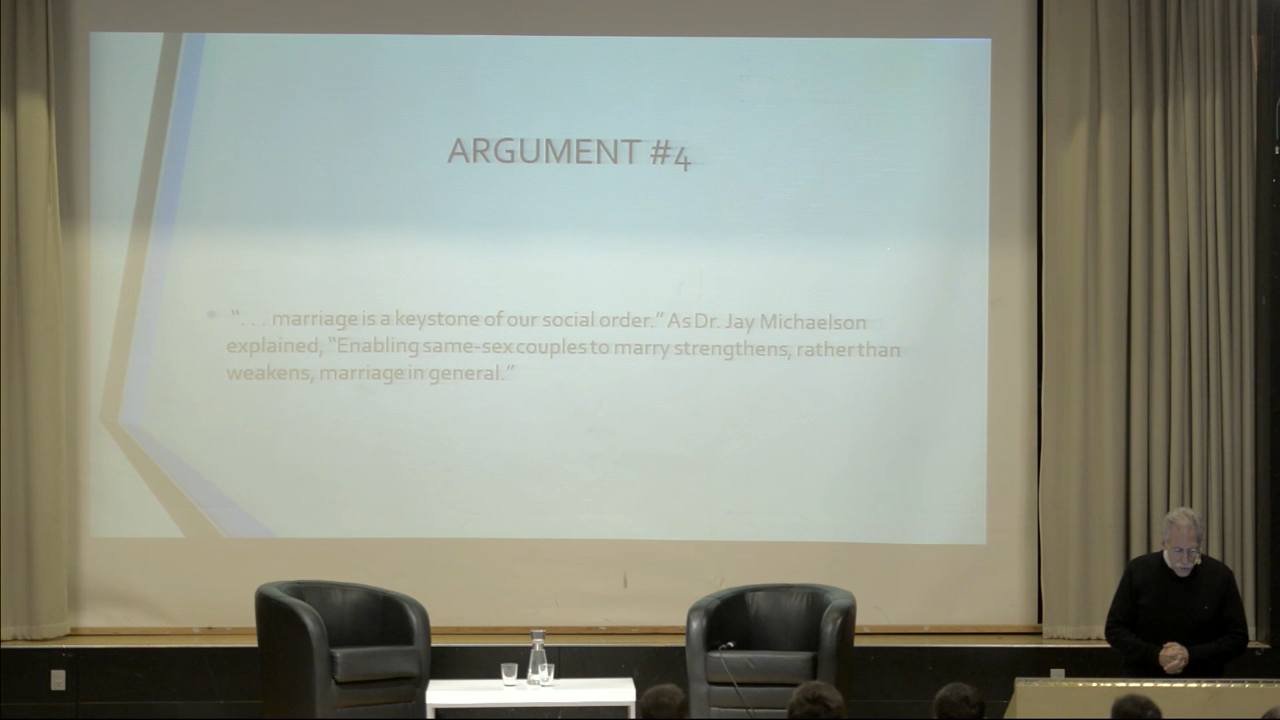 ARGUMENT #4
• “. . . marriage is a keystone of our social order.” As Dr. Jay Michaelson
explained, “Enabling same-sex couples to marry strengthens, rather than
weakens, marriage in general.”